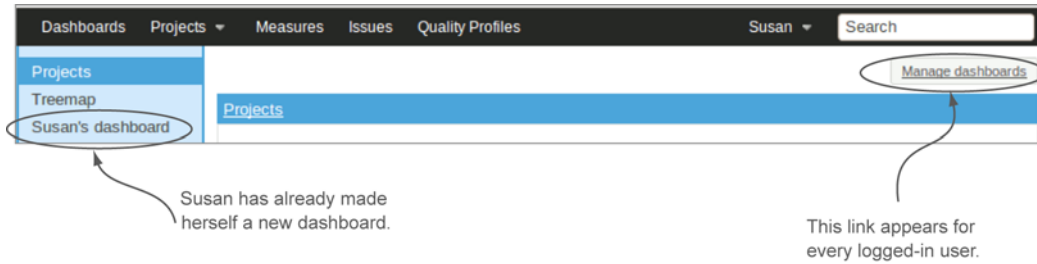 Dashboards Projects Measures Issues Quality Profiles Susan Search
Projects
Manage dashboards
Treemap
Projects
Susan's dashboard
Susan has already made
herself a new dashboard.
This link appears for
every logged-in user.